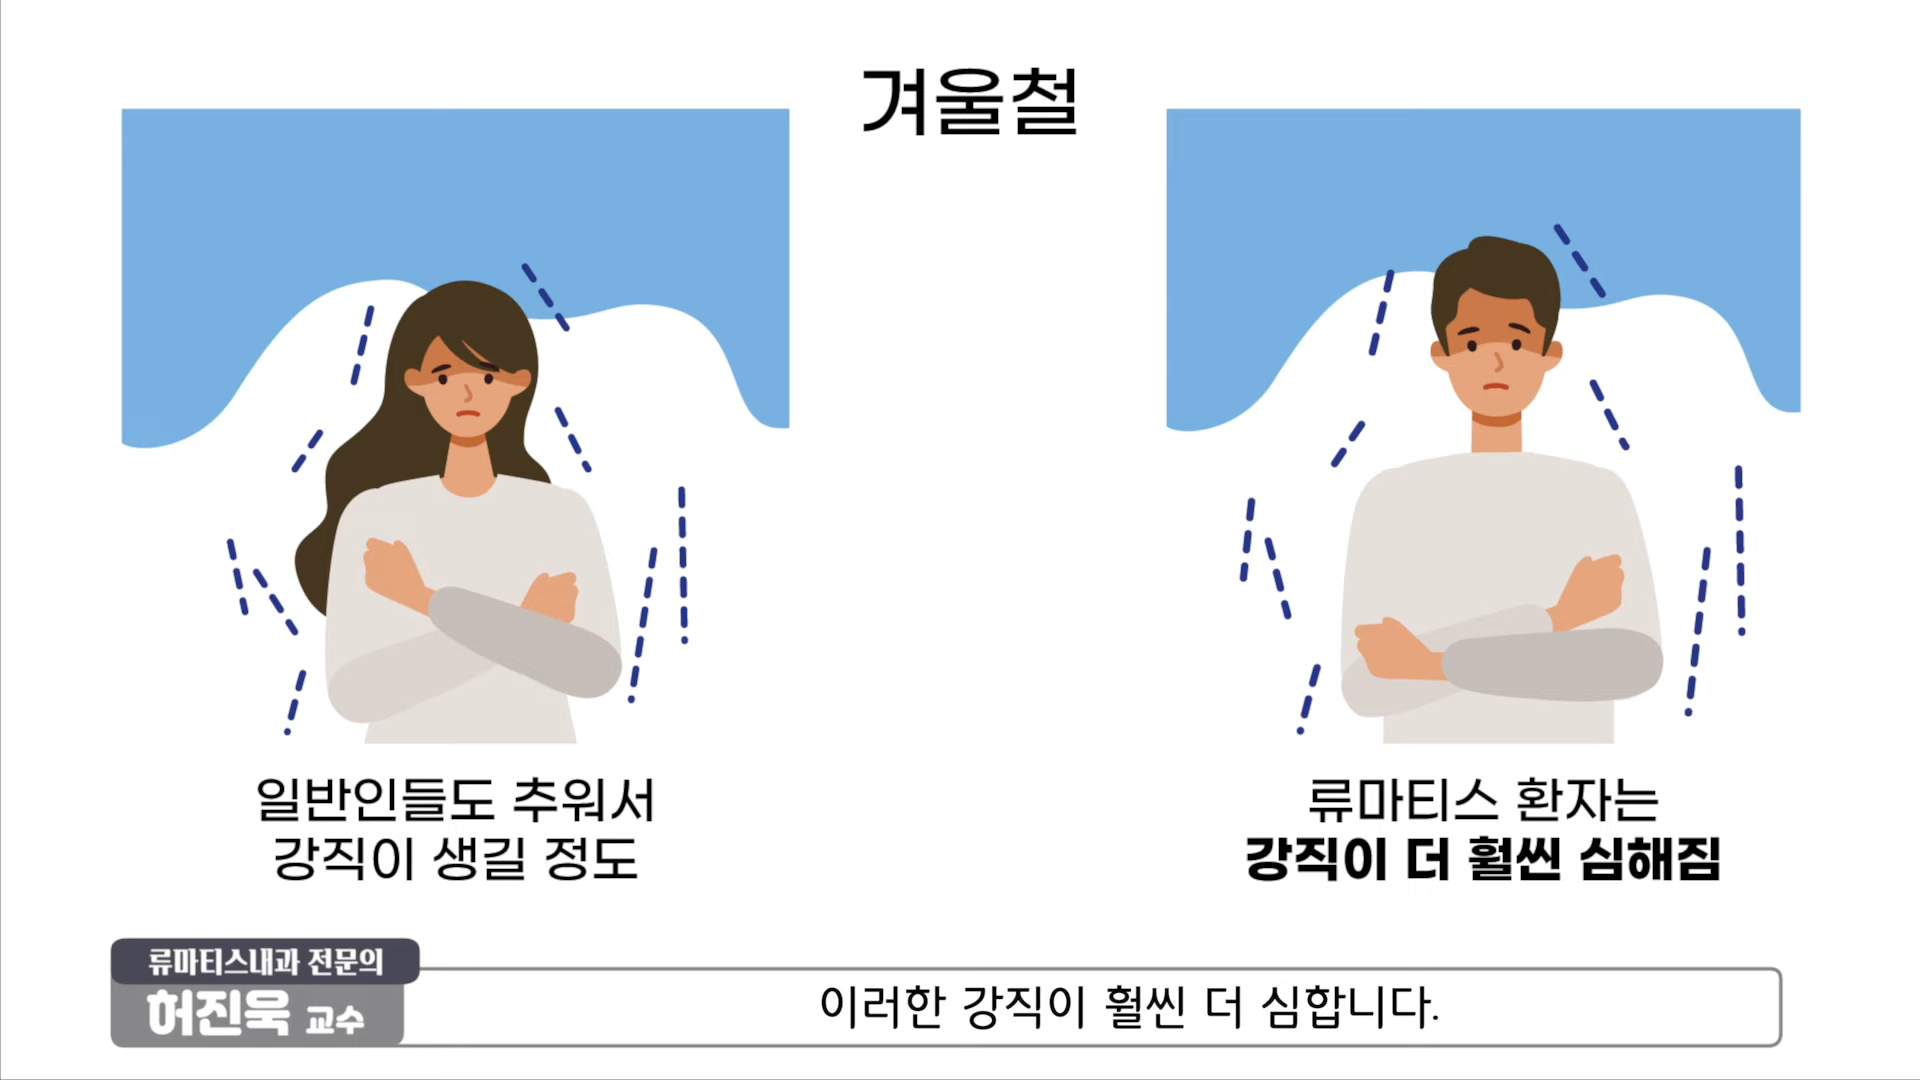 겨울철
일반인들도 추워서
강직이 생길 정도
류마티스 환자는
강직이 더 훨씬 심해짐
류마티스내과 전문의
허진욱 교수
이러한 강직이 훨씬 더 심합니다.